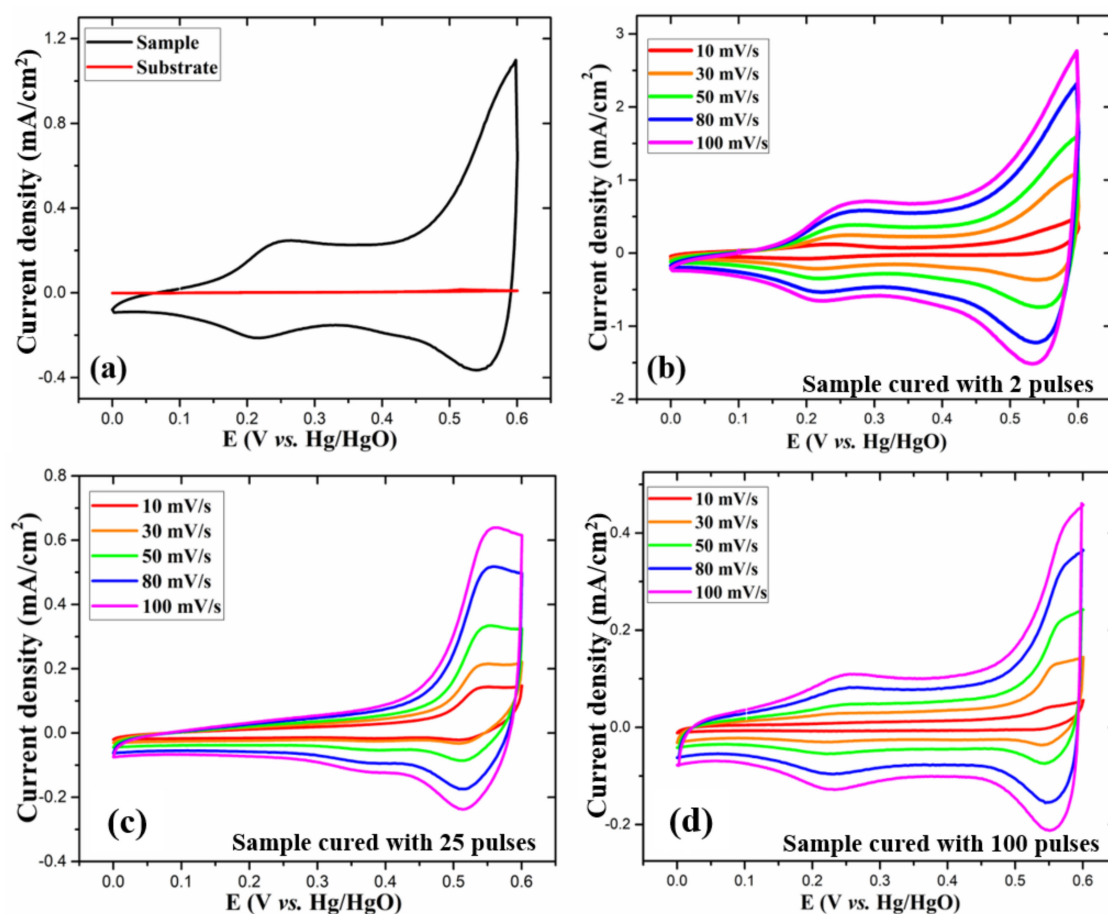 Current density (mA/cm²)
1.2
0.8
0.4
0.0
-0.4
Sample
Substrate
(a)
0.0 0.1 0.2 0.3 0.4 0.5 0.6
E (V vs. Hg/HgO)
Current density (mA/cm²)
3
2
1
0
-1
-2
10 mV/s
30 mV/s
50 mV/s
80 mV/s
100 mV/s
(b)
Sample cured with 2 pulses
0.0 0.1 0.2 0.3 0.4 0.5 0.6
E (V vs. Hg/HgO)
Current density (mA/cm²)
0.8
0.6
0.4
0.2
0.0
-0.2
-0.4
10 mV/s
30 mV/s
50 mV/s
80 mV/s
100 mV/s
(c)
Sample cured with 25 pulses
0.0 0.1 0.2 0.3 0.4 0.5 0.6
E (V vs. Hg/HgO)
Current density (mA/cm²)
0.4
0.2
0.0
-0.2
10 mV/s
30 mV/s
50 mV/s
80 mV/s
100 mV/s
(d)
Sample cured with 100 pulses
0.0 0.1 0.2 0.3 0.4 0.5 0.6
E (V vs. Hg/HgO)